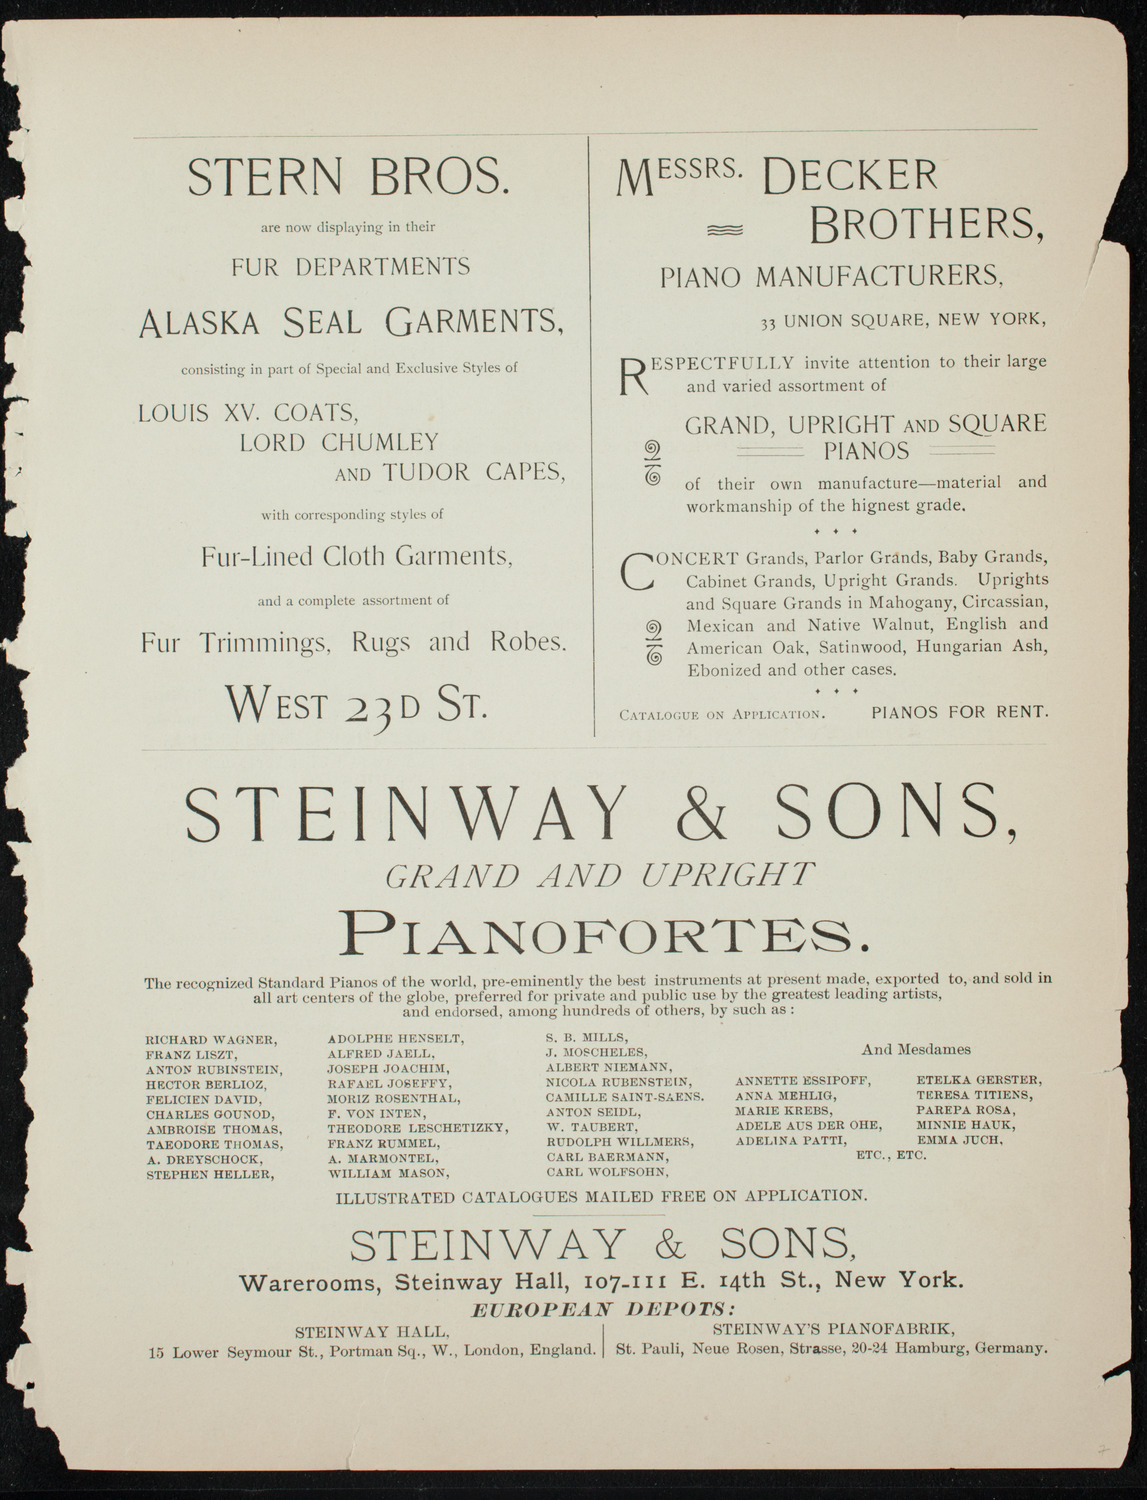 STERN BROS.
are now displaying in their
FUR DEPARTMENTS
ALASKA SEAL GARMENTS,
consisting in part of Special and Exclusive Styles of
LOUIS XV. COATS,
LORD CHUMLEY
AND TUDOR CAPES,
with corresponding styles of
Fur-Lined Cloth Garments,
and a complete assortment of
Fur Trimmings, Rugs and Robes.
WEST 23D ST.
MESSRS. DECKER
BROTHERS,
PIANO MANUFACTURERS,
33 UNION SQUARE, NEW YORK,
RESPECTFULLY invite attention to their large
and varied assortment of
GRAND, UPRIGHT AND SQUARE
PIANOS
of their own manufacture—material and
workmanship of the hignest grade.
CONCERT Grands, Parlor Grands, Baby Grands,
Cabinet Grands, Upright Grands. Uprights
and Square Grands in Mahogany, Circassian,
Mexican and Native Walnut, English and
American Oak, Satinwood, Hungarian Ash,
Ebonized and other cases.
CATALOGUE ON APPLICATION. PIANOS FOR RENT.
STEINWAY & SONS,
GRAND AND UPRIGHT
PIANOFORTES.
The recognized Standard Pianos of the world, pre-eminently the best instruments at present made, exported to, and sold in
all art centers of the globe, preferred for private and public use by the greatest leading artists,
and endorsed, among hundreds of others, by such as :
RICHARD WAGNER,
FRANZ LISZT,
ANTON RUBINSTEIN,
HECTOR BERLIOZ,
FELICIEN DAVID,
CHARLES GOUNOD,
AMBROISE THOMAS,
TAEODORE THOMAS,
A. DREYSCHOCK,
STEPHEN HELLER,
ADOLPHE HENSELT,
ALFRED JAELL,
JOSEPH JOACHIM,
RAFAEL JOSEFFY,
MORIZ ROSENTHAL,
F. VON INTEN,
THEODORE LESCHETIZKY,
FRANZ RUMMEL,
A. MARMONTEL,
WILLIAM MASON,
S. B. MILLS,
J. MOSCHELES,
ALBERT NIEMANN,
NICOLA RUBENSTEIN,
CAMILLE SAINT-SAENS.
ANTON SEIDL,
W. TAUBERT,
RUDOLPH WILLMERS,
CARL BAERMANN,
CARL WOLFSOHN,
And Mesdames
ANNETTE ESSIPOFF,
ANNA MEHLIG,
MARIE KREBS,
ADELE AUS DER OHE,
ADELINA PATTI,
ETELKA GERSTER,
TERESA TITIENS,
PAREPA ROSA,
MINNIE HAUK,
EMMA JUCH,
ETC., ETC.
ILLUSTRATED CATALOGUES MAILED FREE ON APPLICATION.
STEINWAY & SONS,
Warerooms, Steinway Hall, 107-111 E. 14th St., New York.
EUROPEAN DEPOTS:
STEINWAY HALL,
15 Lower Seymour St., Portman Sq., W., London, England.
STEINWAY'S PIANOFABRIK,
St. Pauli, Neue Rosen, Strasse, 20-24 Hamburg, Germany.
7